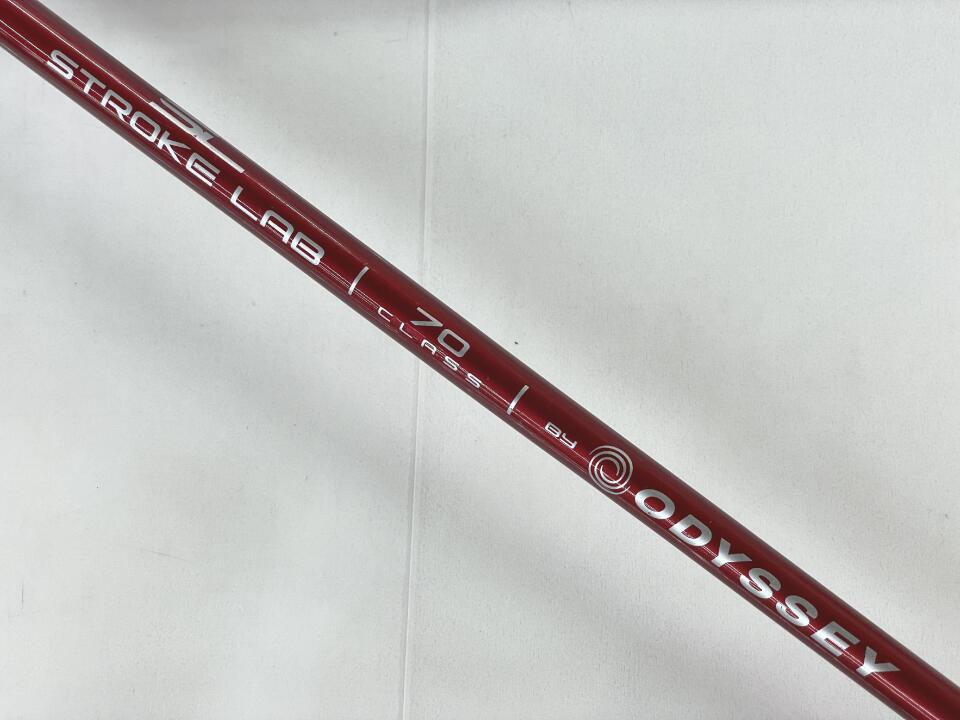 SL
STROKE LAB | 70 CLASS | BY ODYSSEY